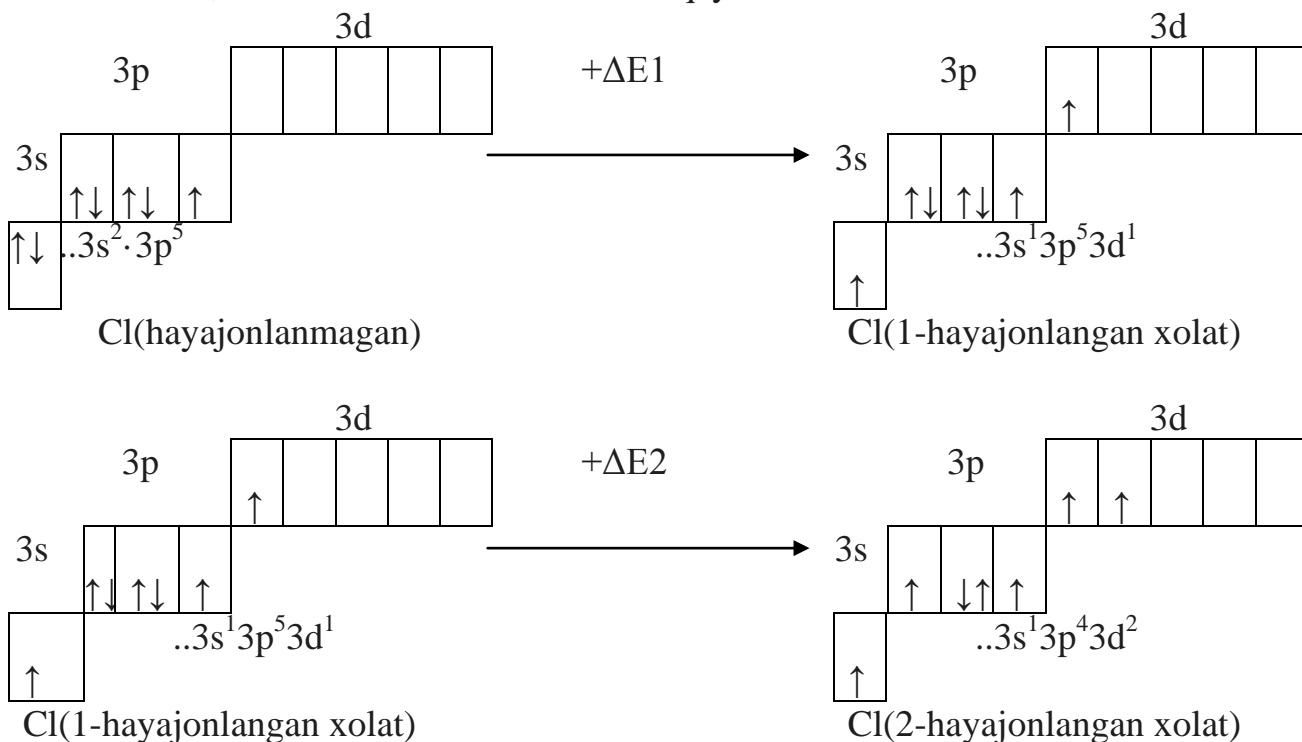 3d 3d
3p +ΔE1 3p
↑
3s 3s
↑↓ ↑↓ ↑ ↑↓ ↑↓ ↑
↑↓ ..3s²·3p⁵ ..3s¹3p⁵3d¹
↑
Cl(hayajonlanmagan) Cl(1-hayajonlangan xolat)
3d 3d
3p +ΔE2 3p
↑ ↑ ↑
3s 3s
↑↓ ↑↓ ↑ ↑ ↓↑ ↑
..3s¹3p⁵3d¹ ..3s¹3p⁴3d²
↑ ↑
Cl(1-hayajonlangan xolat) Cl(2-hayajonlangan xolat)